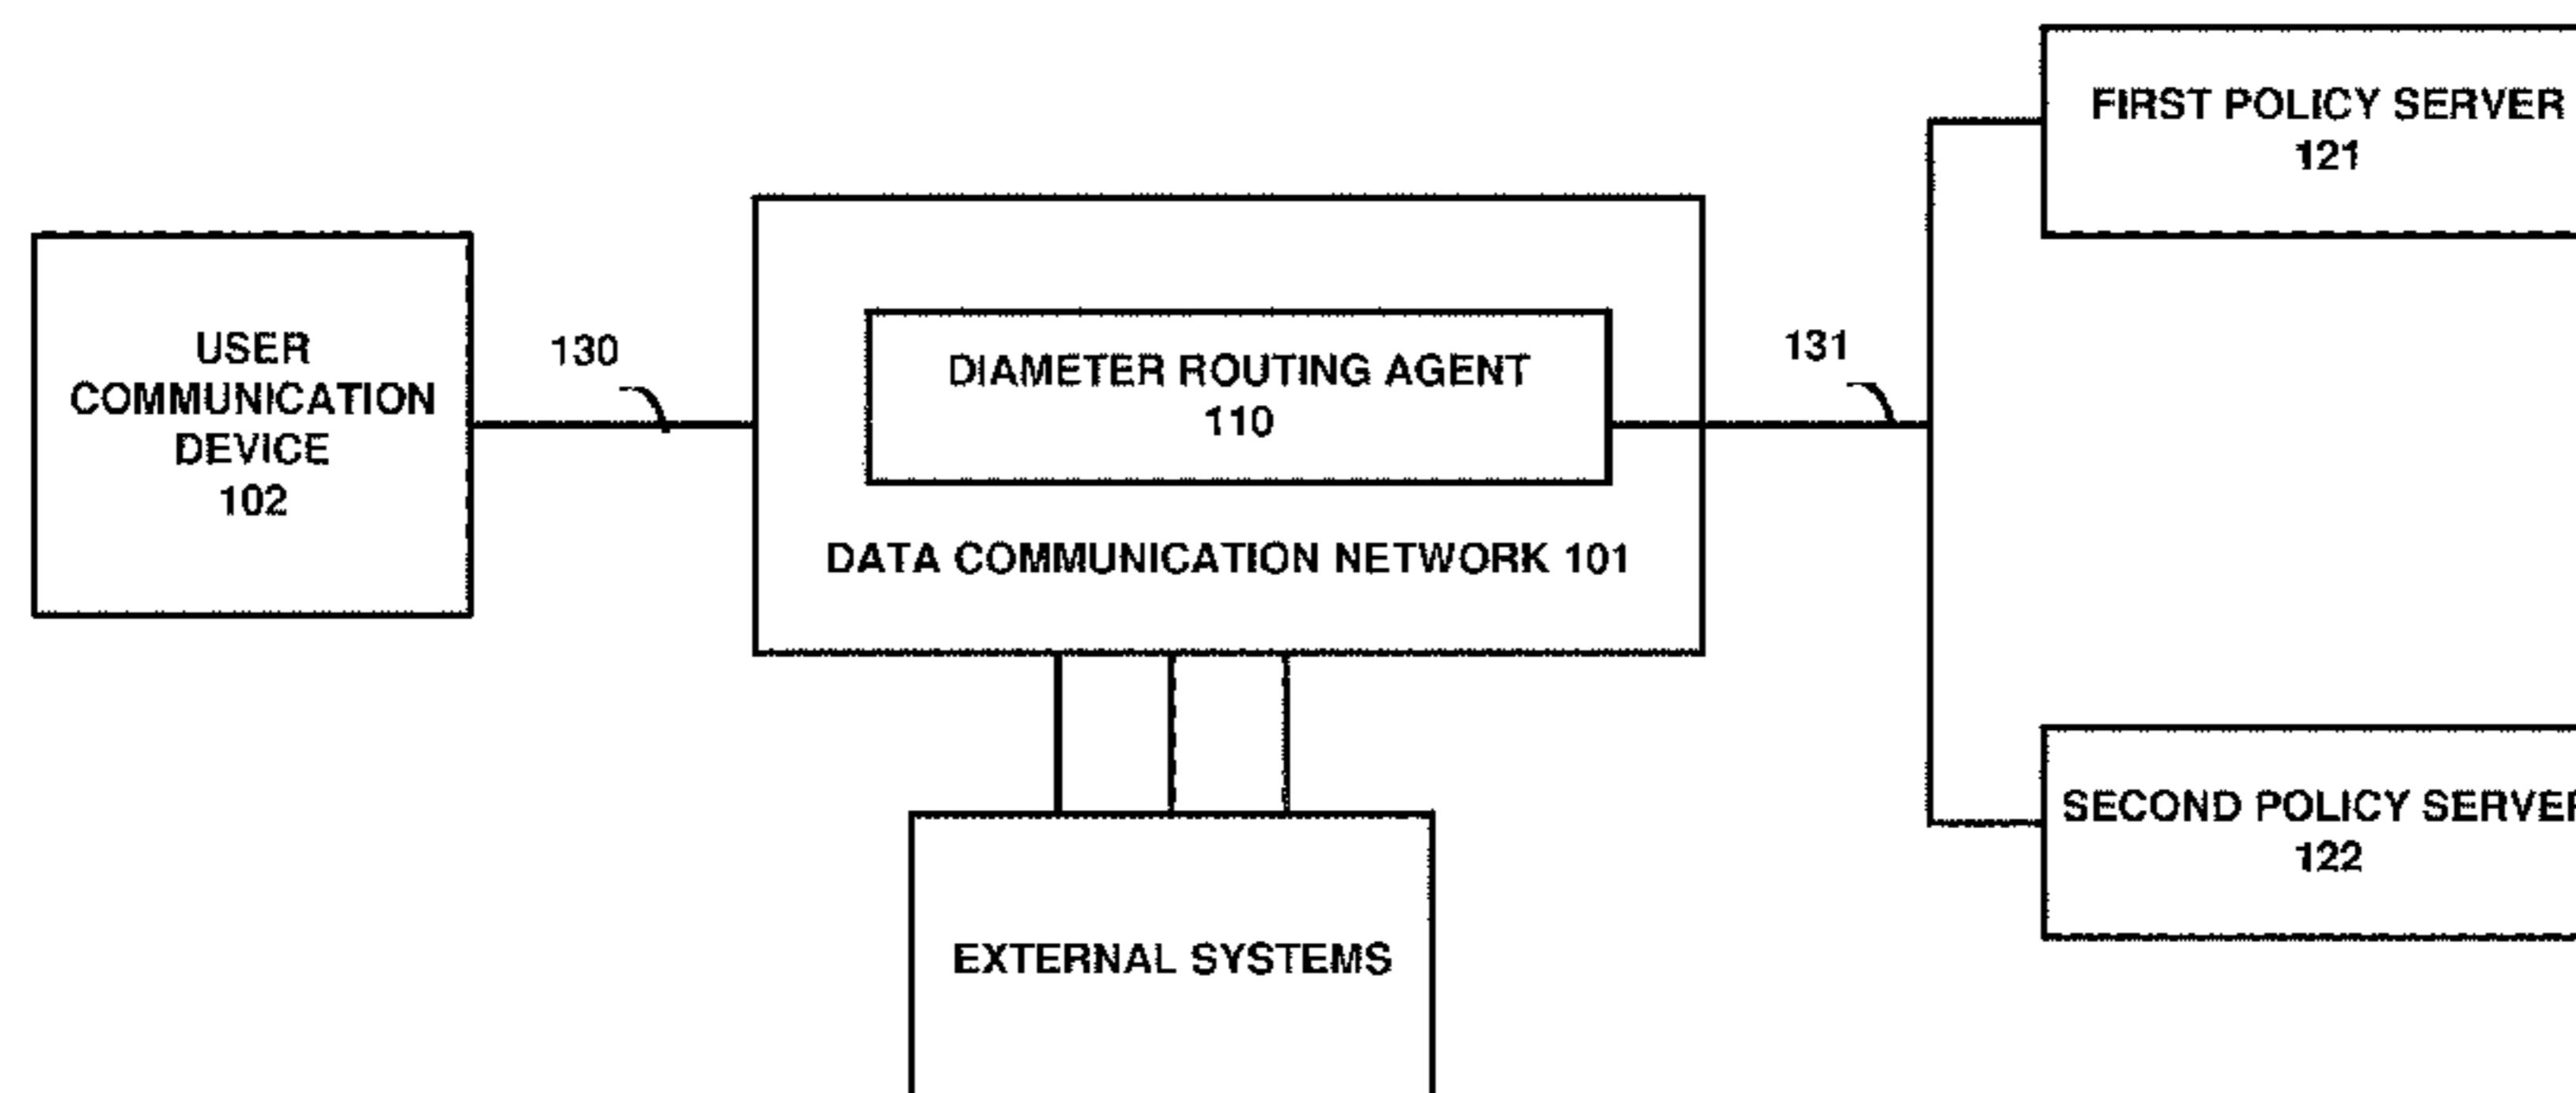 FIRST POLICY SERVER
121
USER
COMMUNICATION
DEVICE
102
130
DIAMETER ROUTING AGENT
110
DATA COMMUNICATION NETWORK 101
131
SECOND POLICY SERVER
122
EXTERNAL SYSTEMS